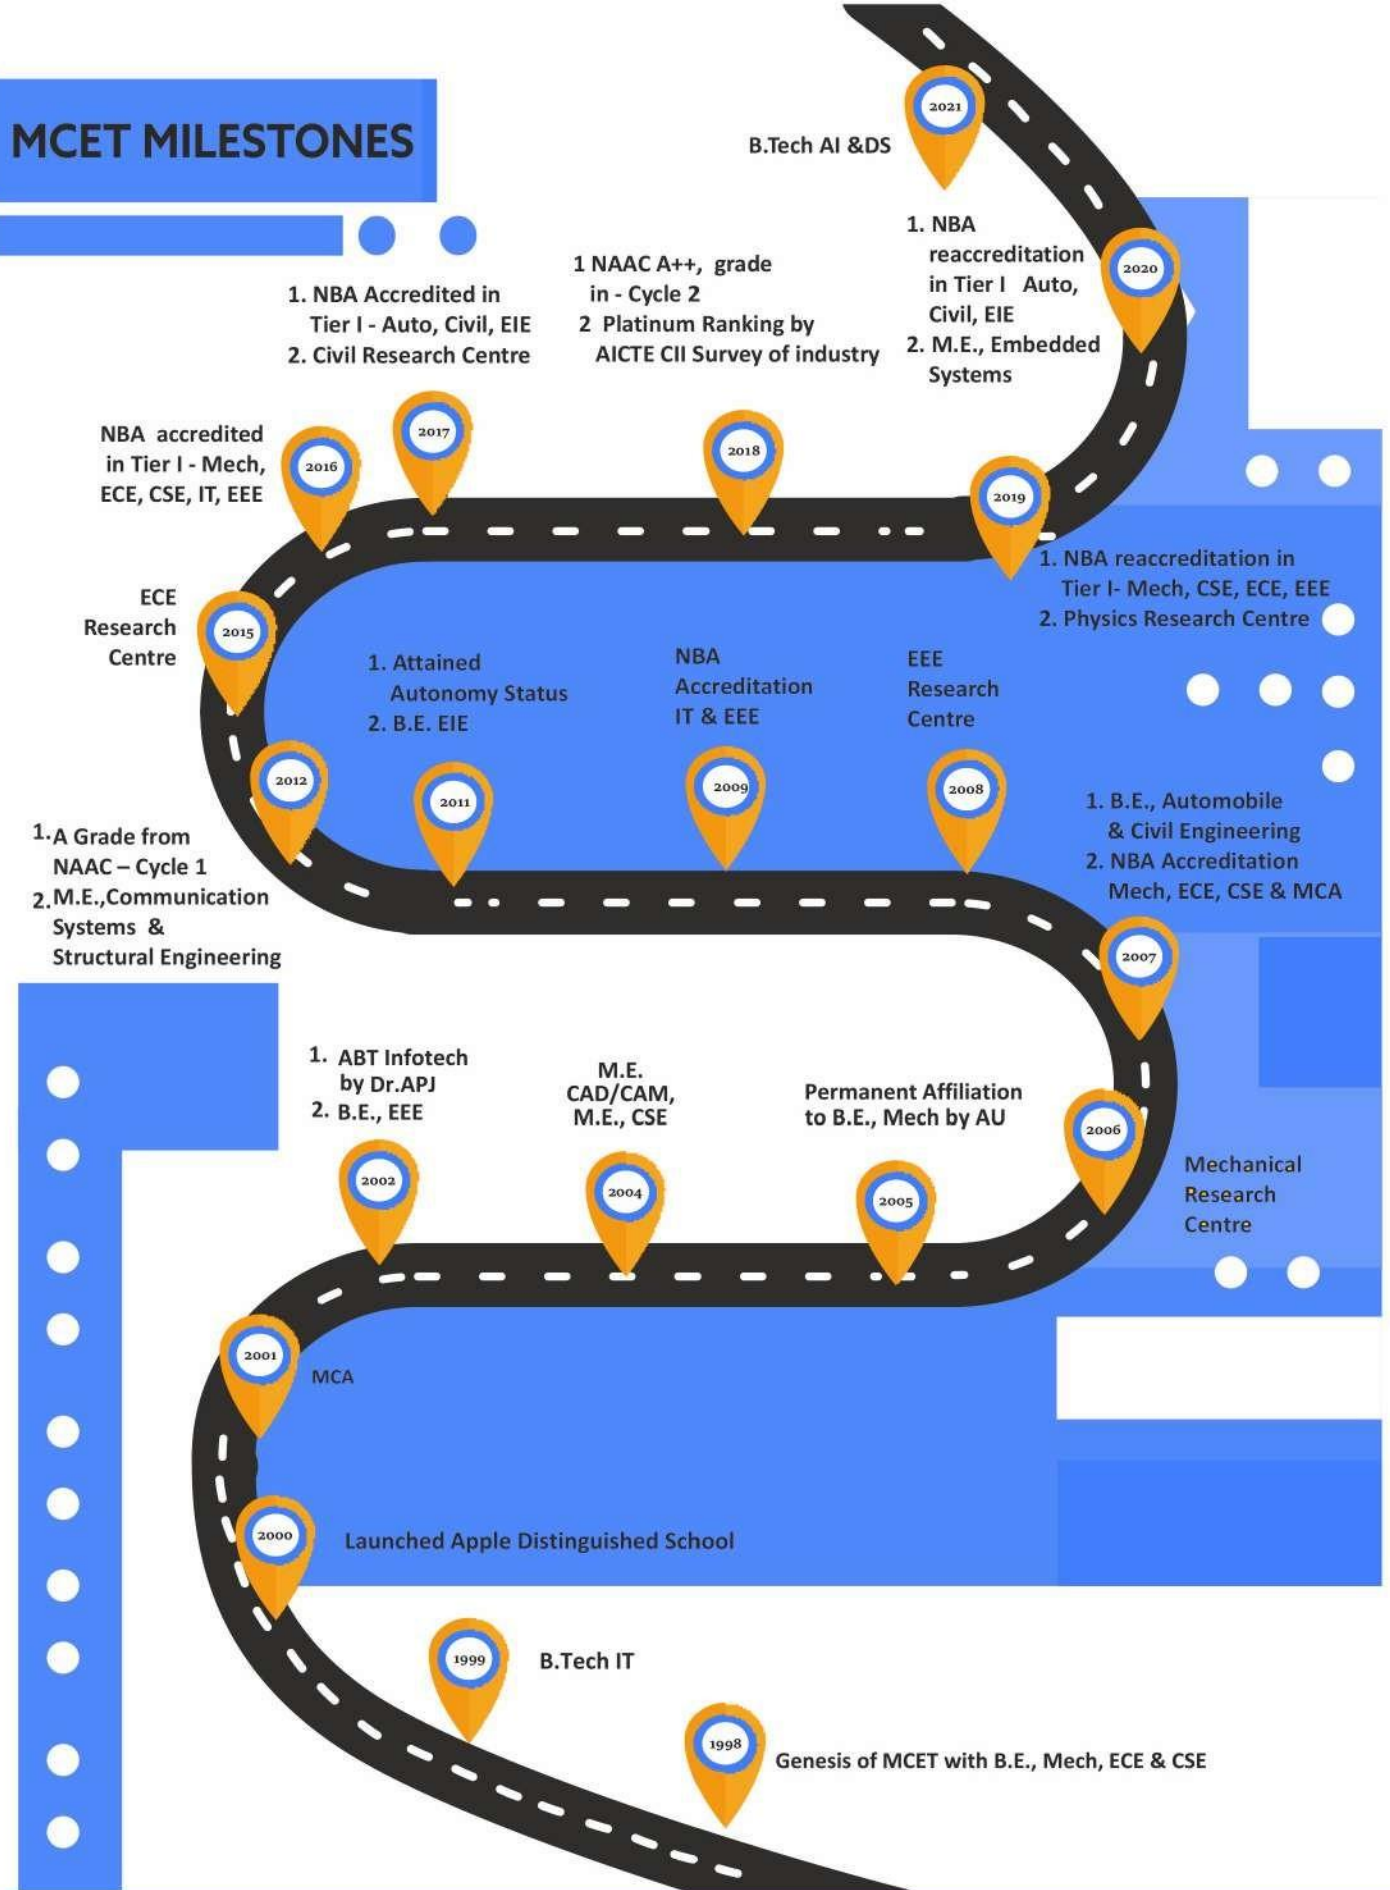 MCET MILESTONES
2021
B.Tech AI &DS
2020
1. NBA
reaccreditation
in Tier I Auto,
Civil, EIE
2. M.E., Embedded
Systems
1 NAAC A++, grade
in - Cycle 2
2 Platinum Ranking by
AICTE CII Survey of industry
1. NBA Accredited in
Tier I - Auto, Civil, EIE
2. Civil Research Centre
NBA accredited
in Tier I - Mech,
ECE, CSE, IT, EEE
2016
2017
2018
2019
1. NBA reaccreditation in
Tier I- Mech, CSE, ECE, EEE
2. Physics Research Centre
ECE
Research
Centre
2015
1. Attained
Autonomy Status
2. B.E. EIE
NBA
Accreditation
IT & EEE
EEE
Research
Centre
2012
2011
2009
2008
1. B.E., Automobile
& Civil Engineering
2. NBA Accreditation
Mech, ECE, CSE & MCA
1. A Grade from
NAAC – Cycle 1
2. M.E.,Communication
Systems &
Structural Engineering
2007
1. ABT Infotech
by Dr.APJ
2. B.E., EEE
M.E.
CAD/CAM,
M.E., CSE
Permanent Affiliation
to B.E., Mech by AU
2006
Mechanical
Research
Centre
2002
2004
2005
2001
MCA
2000
Launched Apple Distinguished School
1999
B.Tech IT
1998
Genesis of MCET with B.E., Mech, ECE & CSE